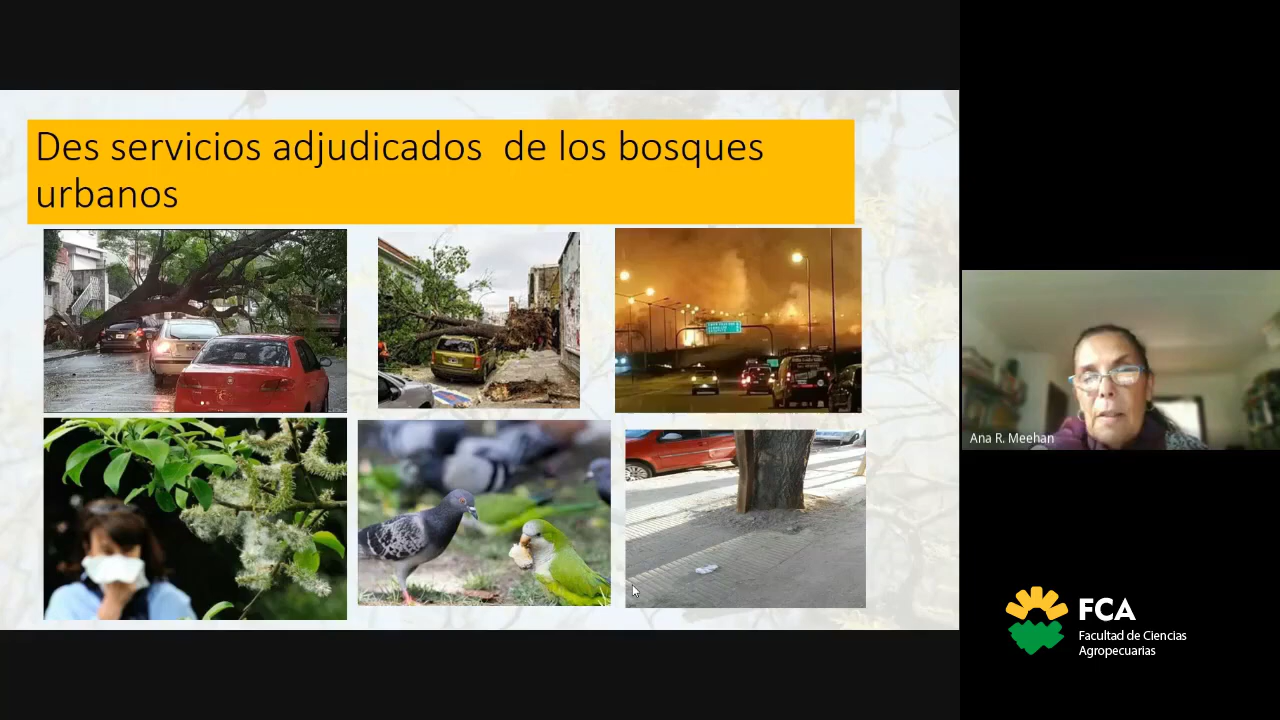 Des servicios adjudicados  de los bosques
urbanos
Ana R. Meehan
FCA
Facultad de Ciencias
Agropecuarias